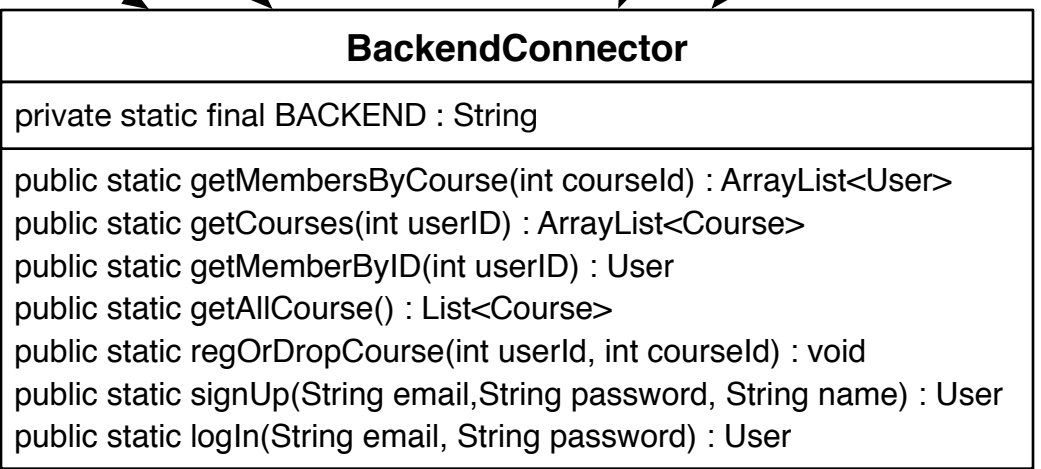 BackendConnector
private static final BACKEND : String
public static getMembersByCourse(int courseId) : ArrayList<User>
public static getCourses(int userID) : ArrayList<Course>
public static getMemberByID(int userID) : User
public static getAllCourse() : List<Course>
public static regOrDropCourse(int userId, int courseId) : void
public static signUp(String email,String password, String name) : User
public static logIn(String email, String password) : User